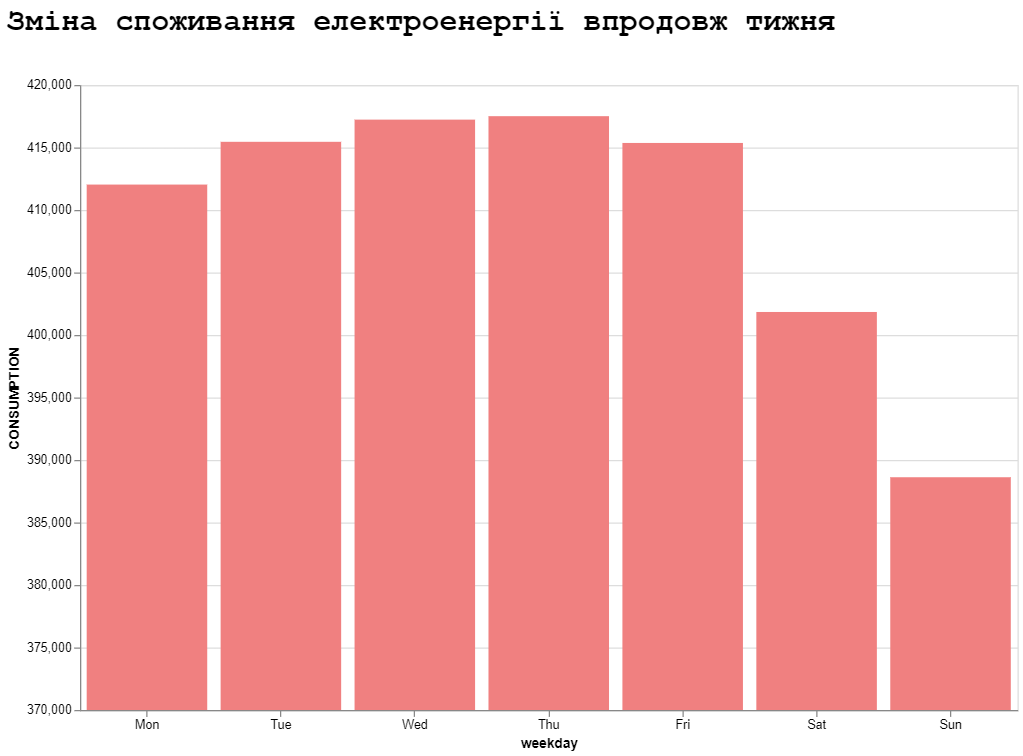 Зміна споживання електроенергії впродовж тижня
420,000
415,000
410,000
405,000
400,000
395,000
390,000
385,000
380,000
375,000
370,000
CONSUMPTION
Mon Tue Wed Thu Fri Sat Sun
weekday